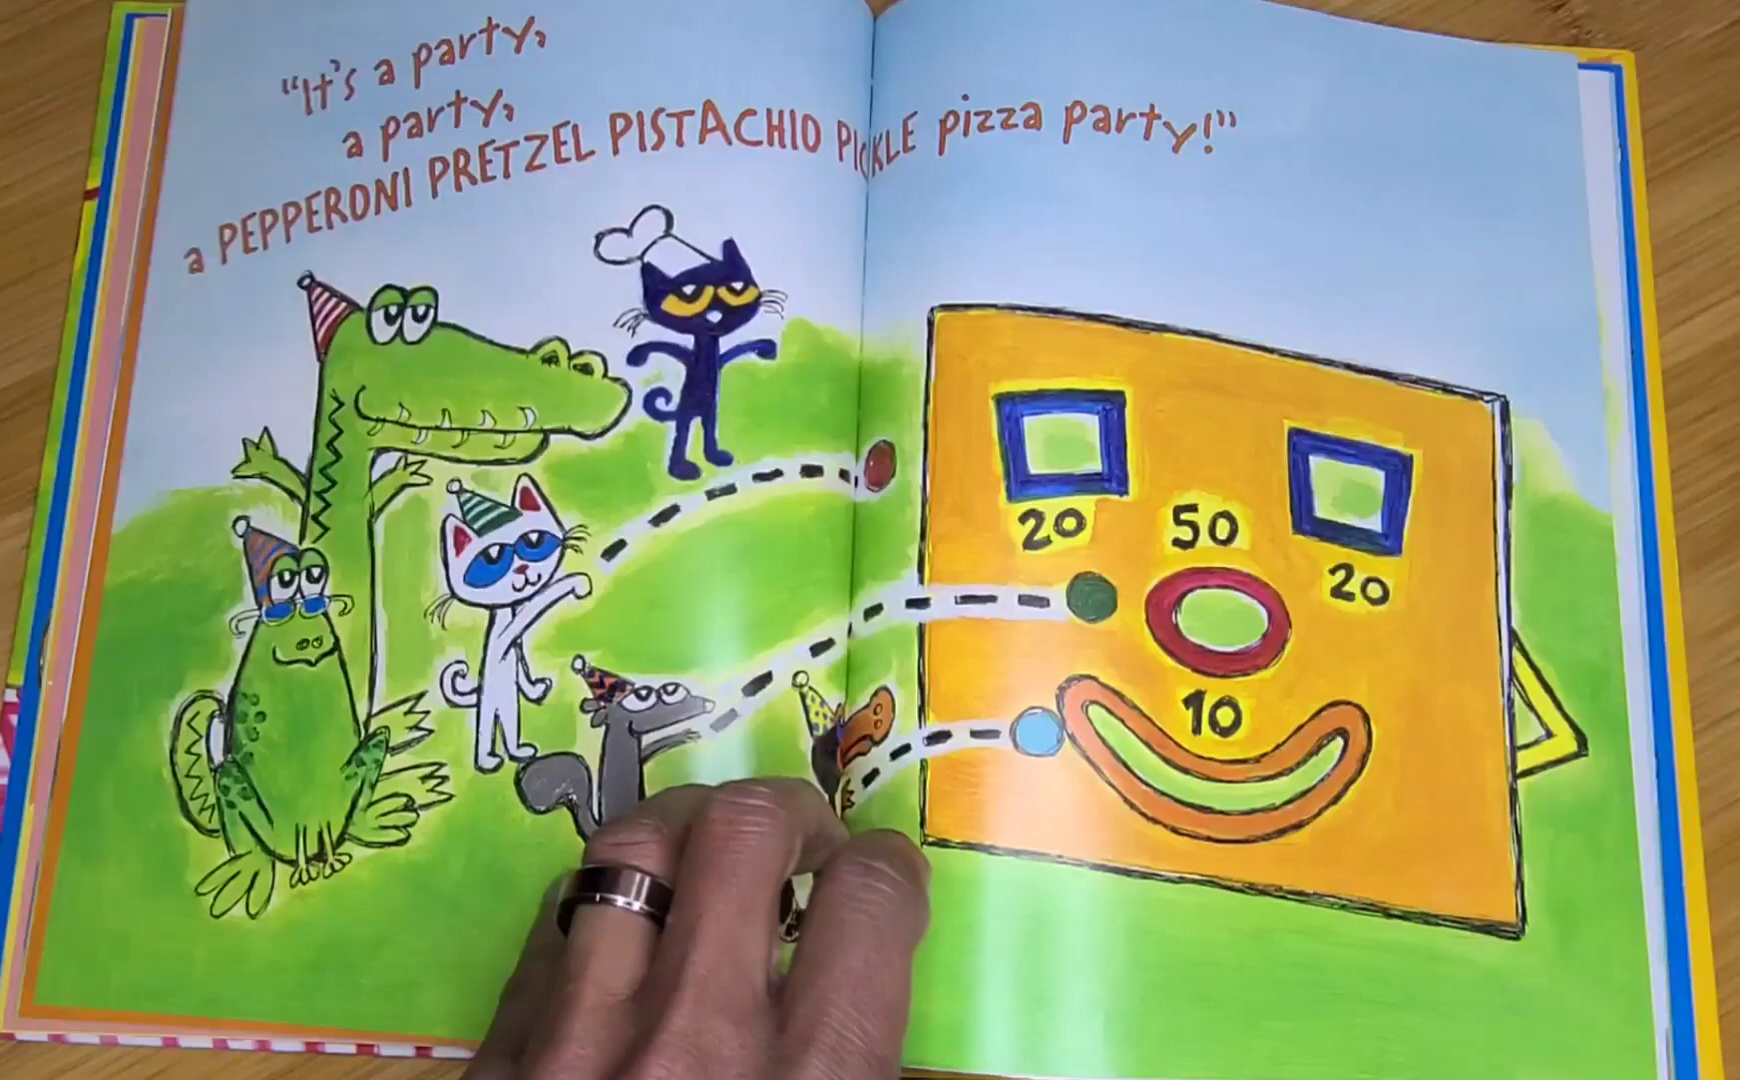 "It's a party,
a party,
a PEPPERONI PRETZEL PISTACHIO PICKLE pizza party!"
20 50 20
10